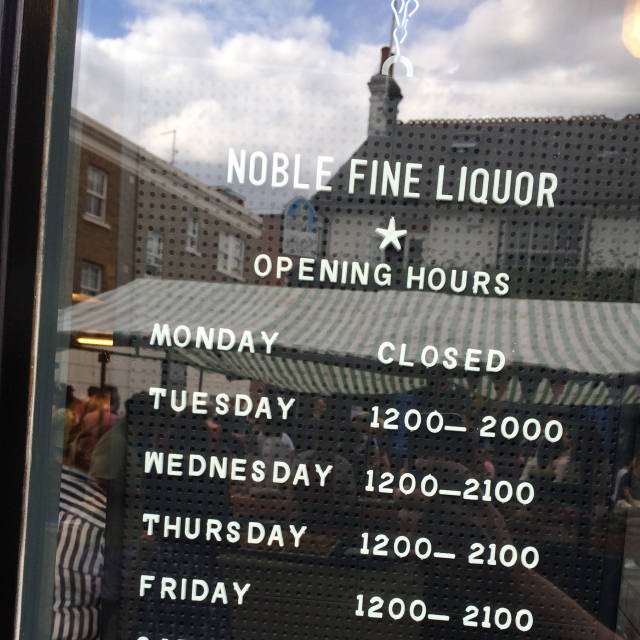 NOBLE FINE LIQUOR
OPENING HOURS
MONDAY CLOSED
TUESDAY 1200– 2000
WEDNESDAY 1200–2100
THURSDAY 1200– 2100
FRIDAY 1200– 2100